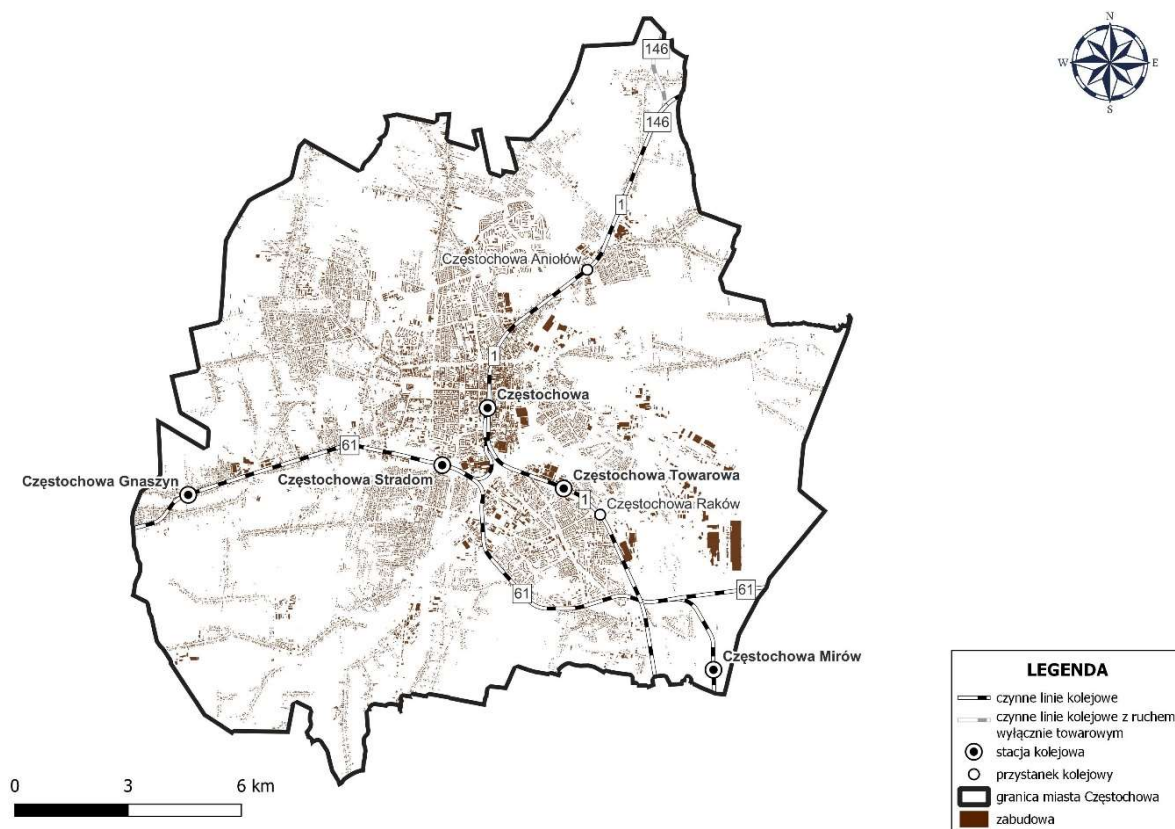 N
W
E
S
146
146
1
Częstochowa Aniołów
1
Częstochowa
61
Częstochowa Gnaszyn
Częstochowa Stradom
Częstochowa Towarowa
1
Częstochowa Raków
61
61
Częstochowa Mirów
0
3
6 km
LEGENDA
czynne linie kolejowe
czynne linie kolejowe z ruchem
wyłącznie towarowym
stacja kolejowa
przystanek kolejowy
granica miasta Częstochowa
zabudowa